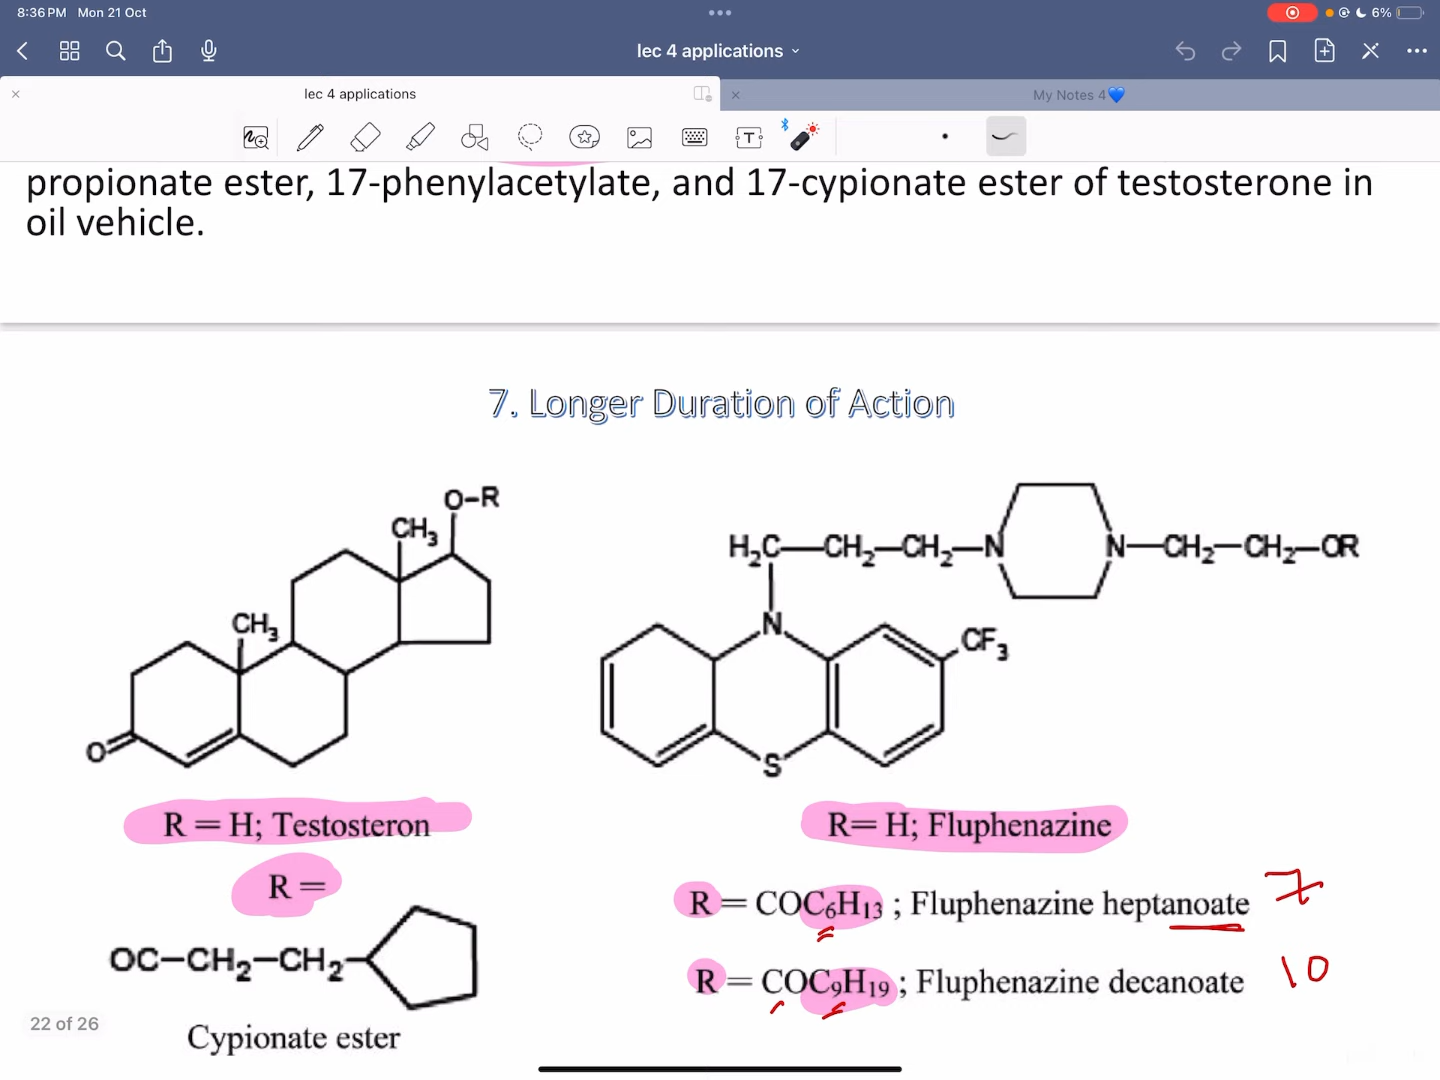 8:36 PM Mon 21 Oct
6%
lec 4 applications
lec 4 applications
My Notes 4💙
propionate ester, 17-phenylacetylate, and 17-cypionate ester of testosterone in
oil vehicle.
7. Longer Duration of Action
O-R
CH3
CH3
O
R = H; Testosteron
R =
OC-CH2-CH2
Cypionate ester
H2C-CH2-CH2-N
N-CH2-CH2-OR
N
CF3
S
R= H; Fluphenazine
R= COC6H13 ; Fluphenazine heptanoate 7
R= COC9H19 ; Fluphenazine decanoate 10
22 of 26